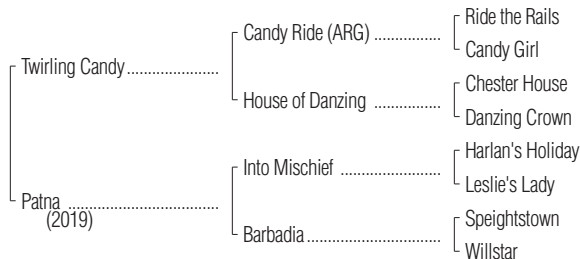 Ride the Rails
Candy Ride (ARG) ................
Candy Girl
Twirling Candy ......................
Chester House
House of Danzing ................
Danzing Crown
Harlan's Holiday
Into Mischief ........................
Leslie's Lady
Patna ....................................
(2019)
Speightstown
Barbadia ................................
Willstar